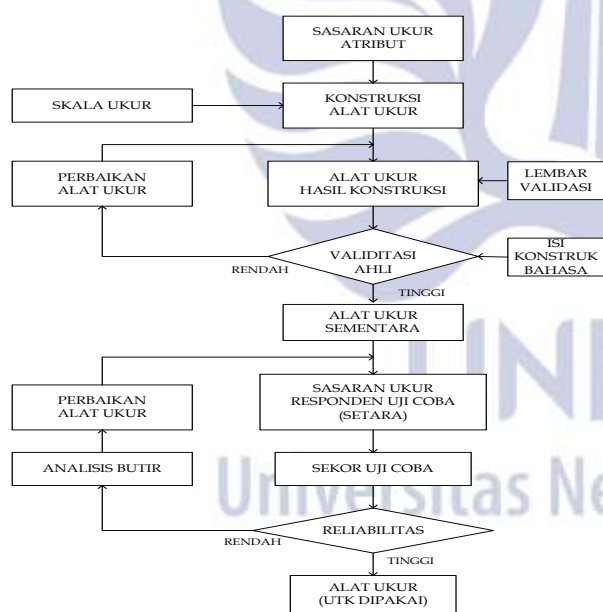 SASARAN UKUR
ATRIBUT
SKALA UKUR
KONSTRUKSI
ALAT UKUR
PERBAIKAN
ALAT UKUR
ALAT UKUR
HASIL KONSTRUKSI
LEMBAR
VALIDASI
VALIDITASI
AHLI
ISI
KONSTRUK
BAHASA
RENDAH
TINGGI
ALAT UKUR
SEMENTARA
PERBAIKAN
ALAT UKUR
SASARAN UKUR
RESPONDEN UJI COBA
(SETARA)
ANALISIS BUTIR
SEKOR UJI COBA
RELIABILITAS
RENDAH
TINGGI
ALAT UKUR
(UTK DIPAKAI)
UN
Universitas Ne